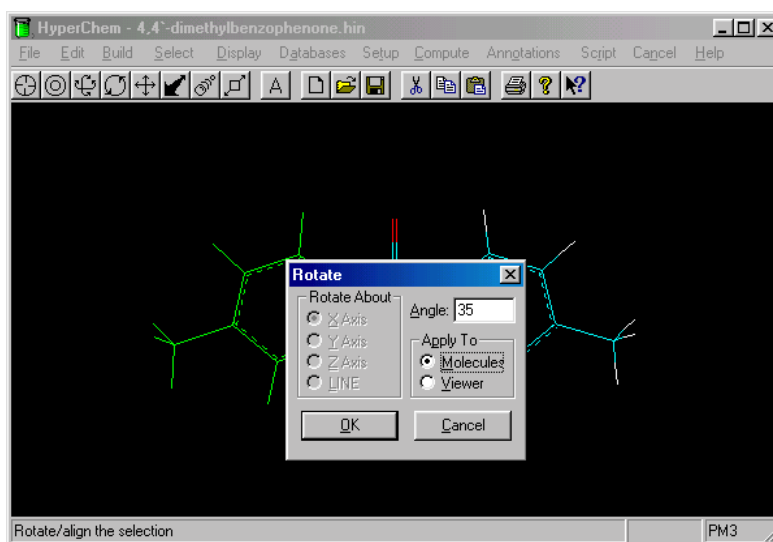 HyperChem - 4,4`-dimethylbenzophenone.hin
File Edit Build Select Display Databases Setup Compute Annotations Script Cancel Help
A
Rotate
Rotate About
Angle: 35
X Axis
Y Axis
Z Axis
LINE
Apply To
Molecules
Viewer
OK Cancel
Rotate/align the selection PM3